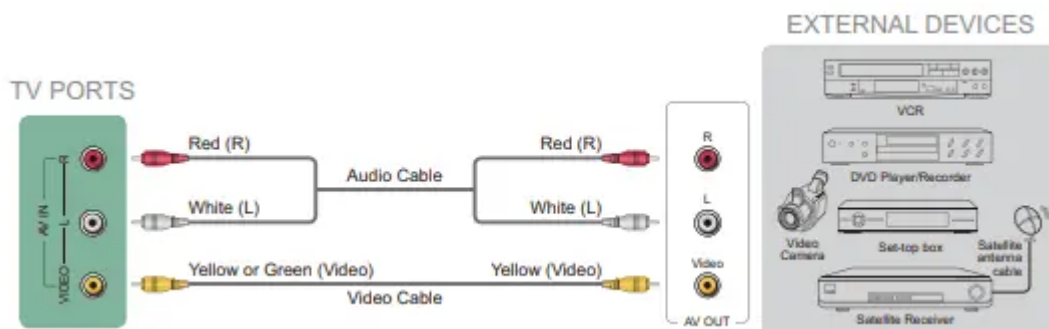 EXTERNAL DEVICES
TV PORTS
VCR
Red (R)
Red (R)
R
R
Audio Cable
DVD Player/Recorder
AV IN
L
White (L)
White (L)
L
Video
Camera
Set-top box
Satellite
antenna
cable
VIDEO
Yellow or Green (Video)
Yellow (Video)
Video
Video Cable
AV OUT
Satellite Receiver